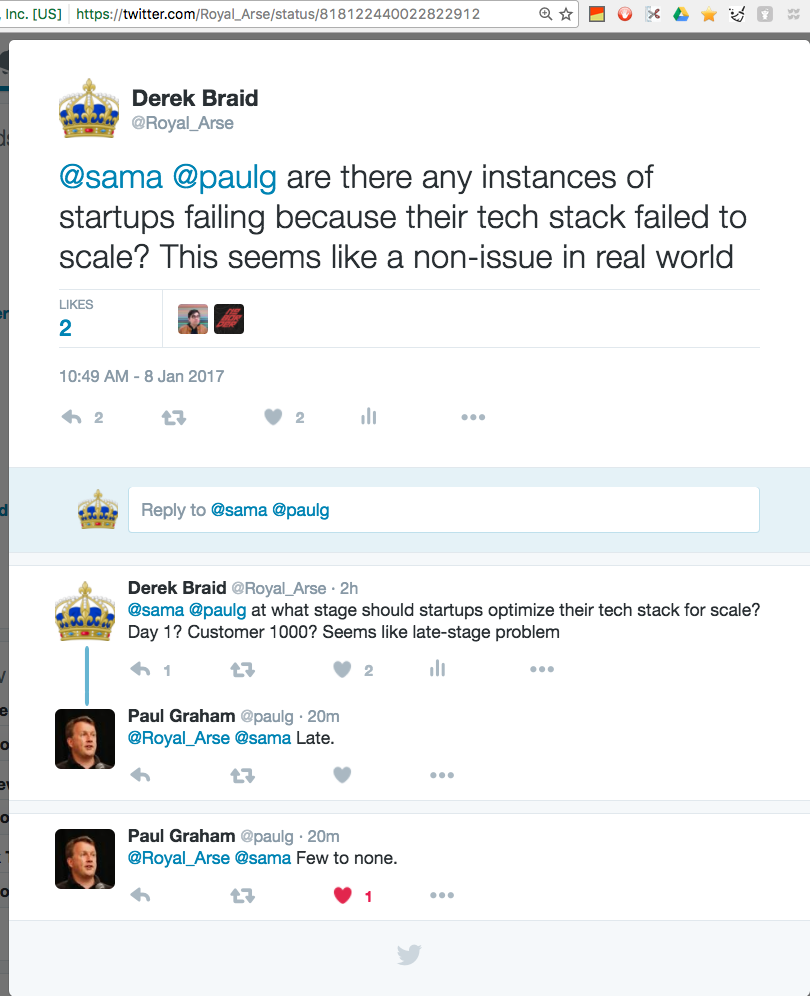 Inc. [US]
https://twitter.com/Royal_Arse/status/818122440022822912
Derek Braid
@Royal_Arse
@sama @paulg are there any instances of
startups failing because their tech stack failed to
scale? This seems like a non-issue in real world
LIKES
2
10:49 AM - 8 Jan 2017
2
2
Reply to @sama @paulg
Derek Braid @Royal_Arse · 2h
@sama @paulg at what stage should startups optimize their tech stack for scale?
Day 1? Customer 1000? Seems like late-stage problem
1
2
Paul Graham @paulg · 20m
@Royal_Arse @sama Late.
Paul Graham @paulg · 20m
@Royal_Arse @sama Few to none.
1